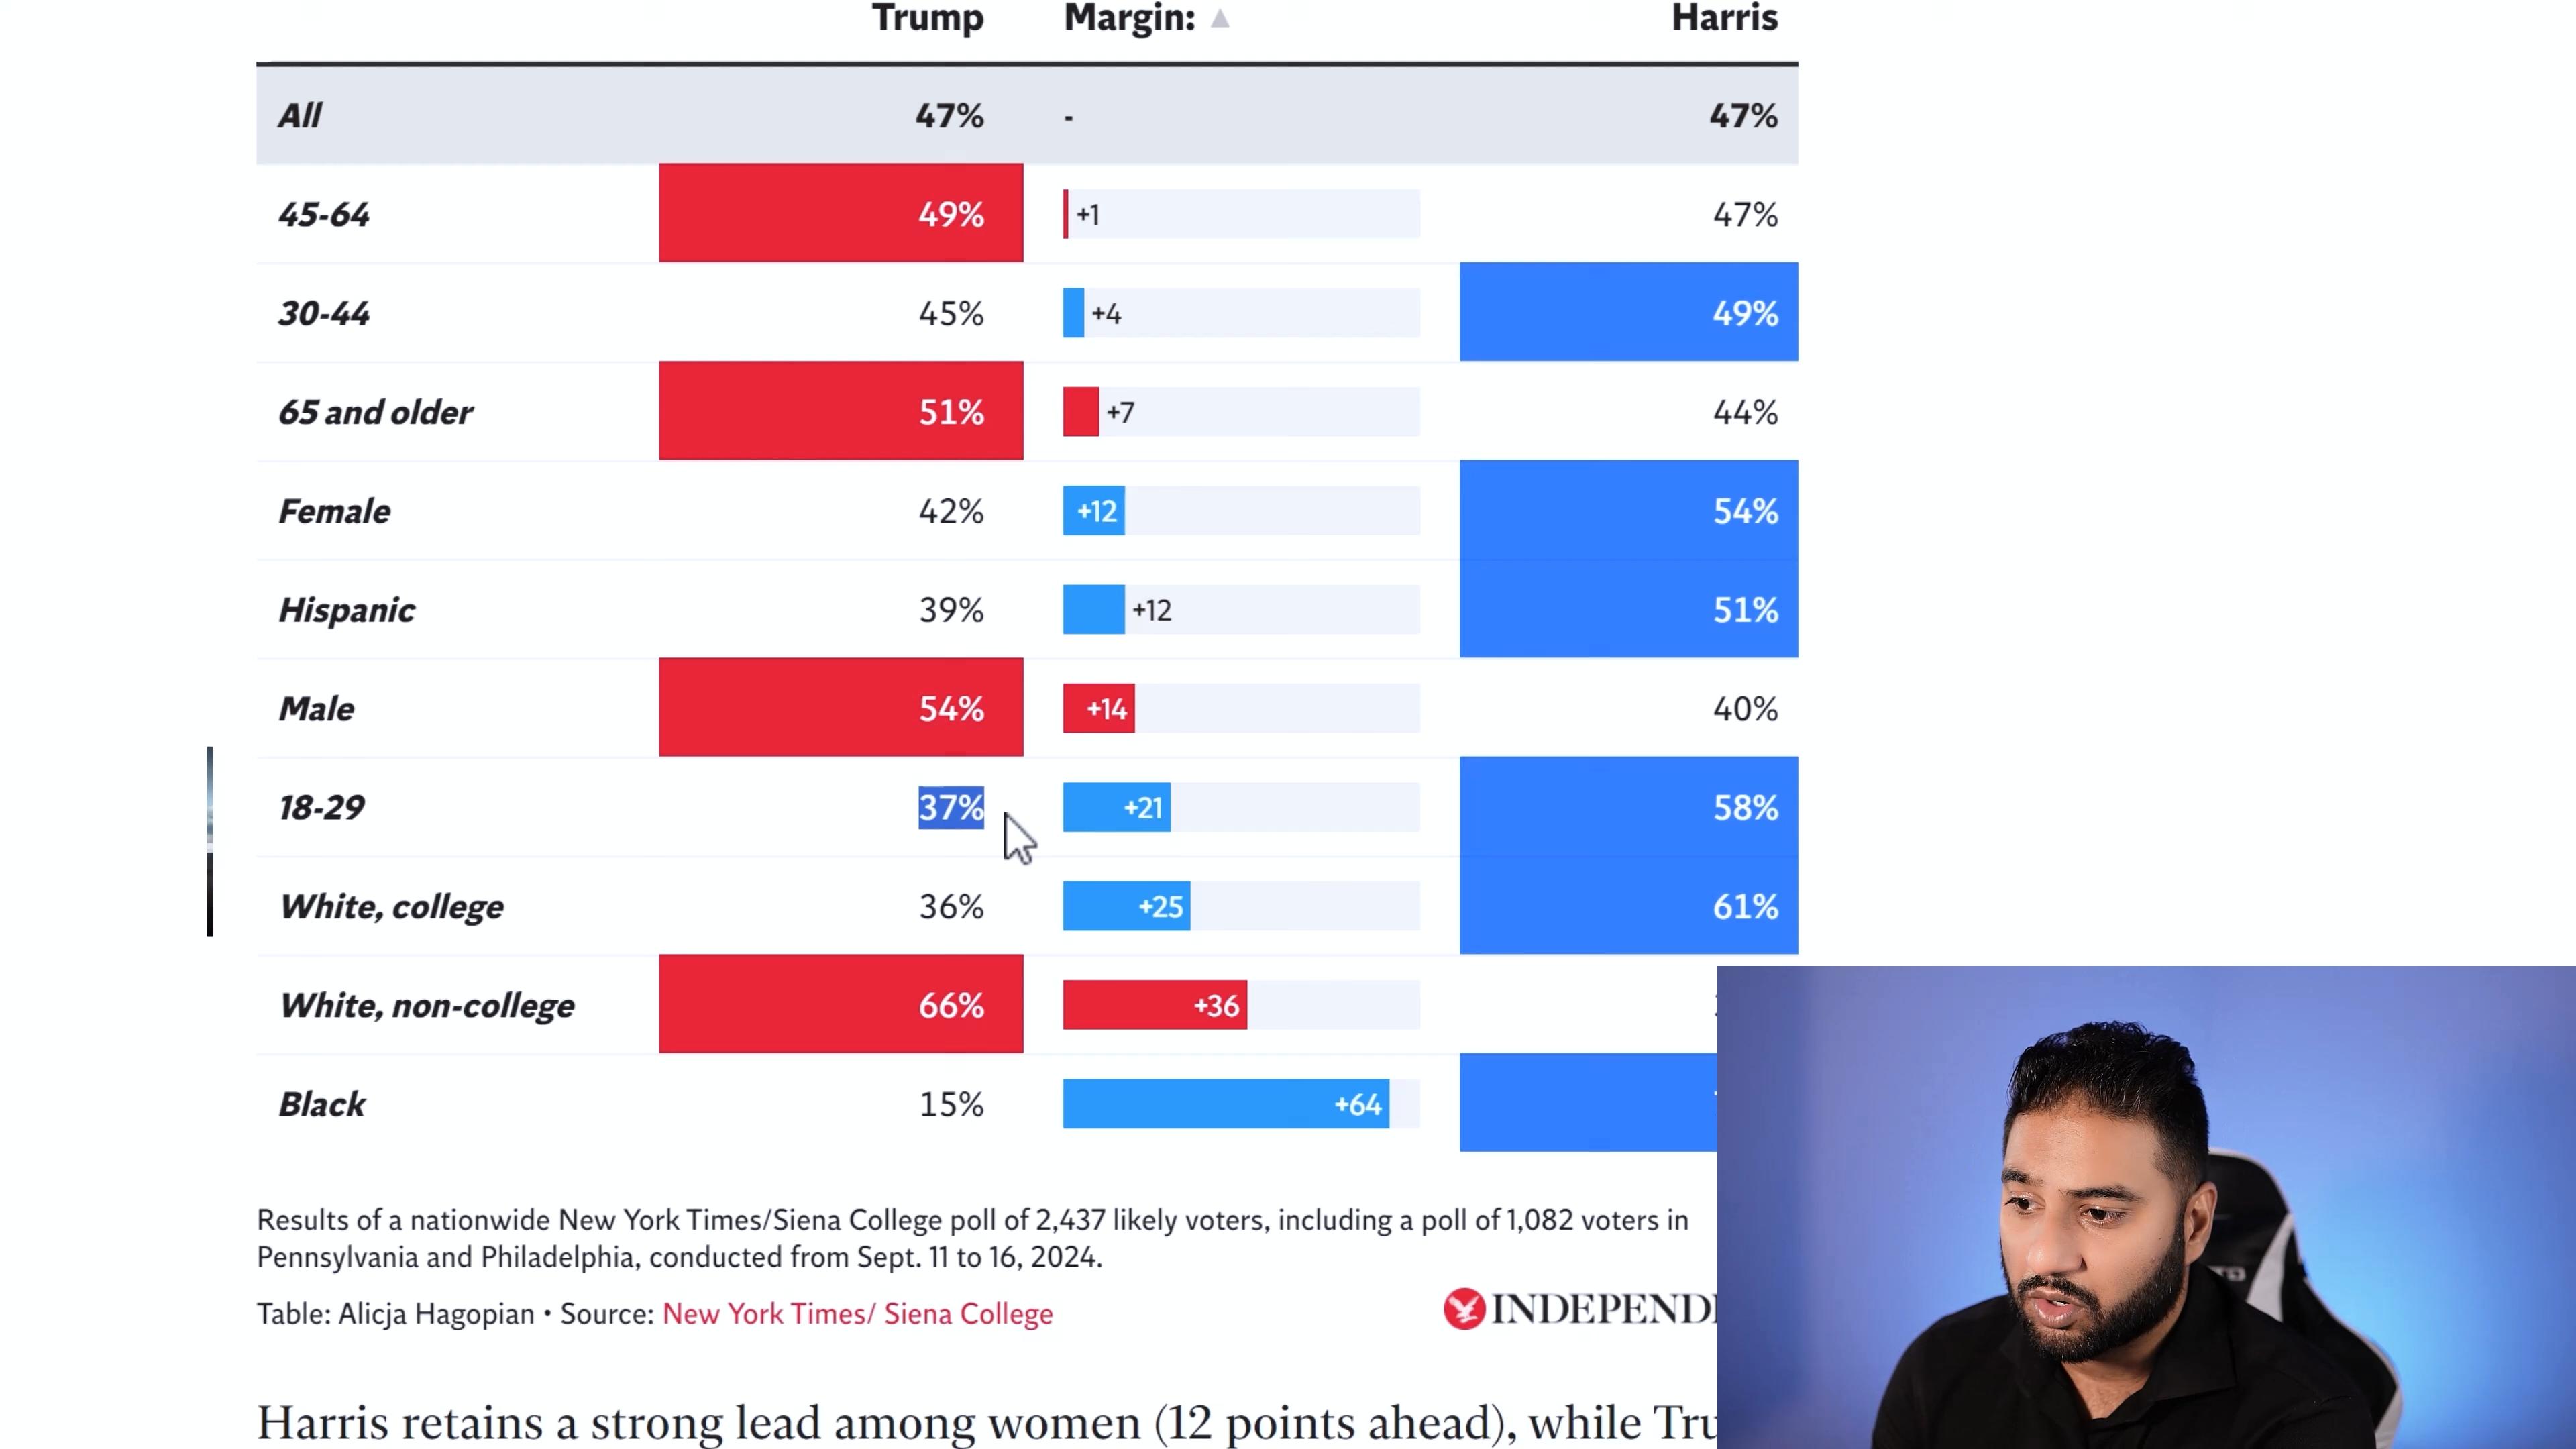 Trump Margin: ▲ Harris
All 47% - 47%
45-64 49% +1 47%
30-44 45% +4 49%
65 and older 51% +7 44%
Female 42% +12 54%
Hispanic 39% +12 51%
Male 54% +14 40%
18-29 37% +21 58%
White, college 36% +25 61%
White, non-college 66% +36
Black 15% +64
Results of a nationwide New York Times/Siena College poll of 2,437 likely voters, including a poll of 1,082 voters in
Pennsylvania and Philadelphia, conducted from Sept. 11 to 16, 2024.
Table: Alicja Hagopian • Source: New York Times/ Siena College
Harris retains a strong lead among women (12 points ahead), while